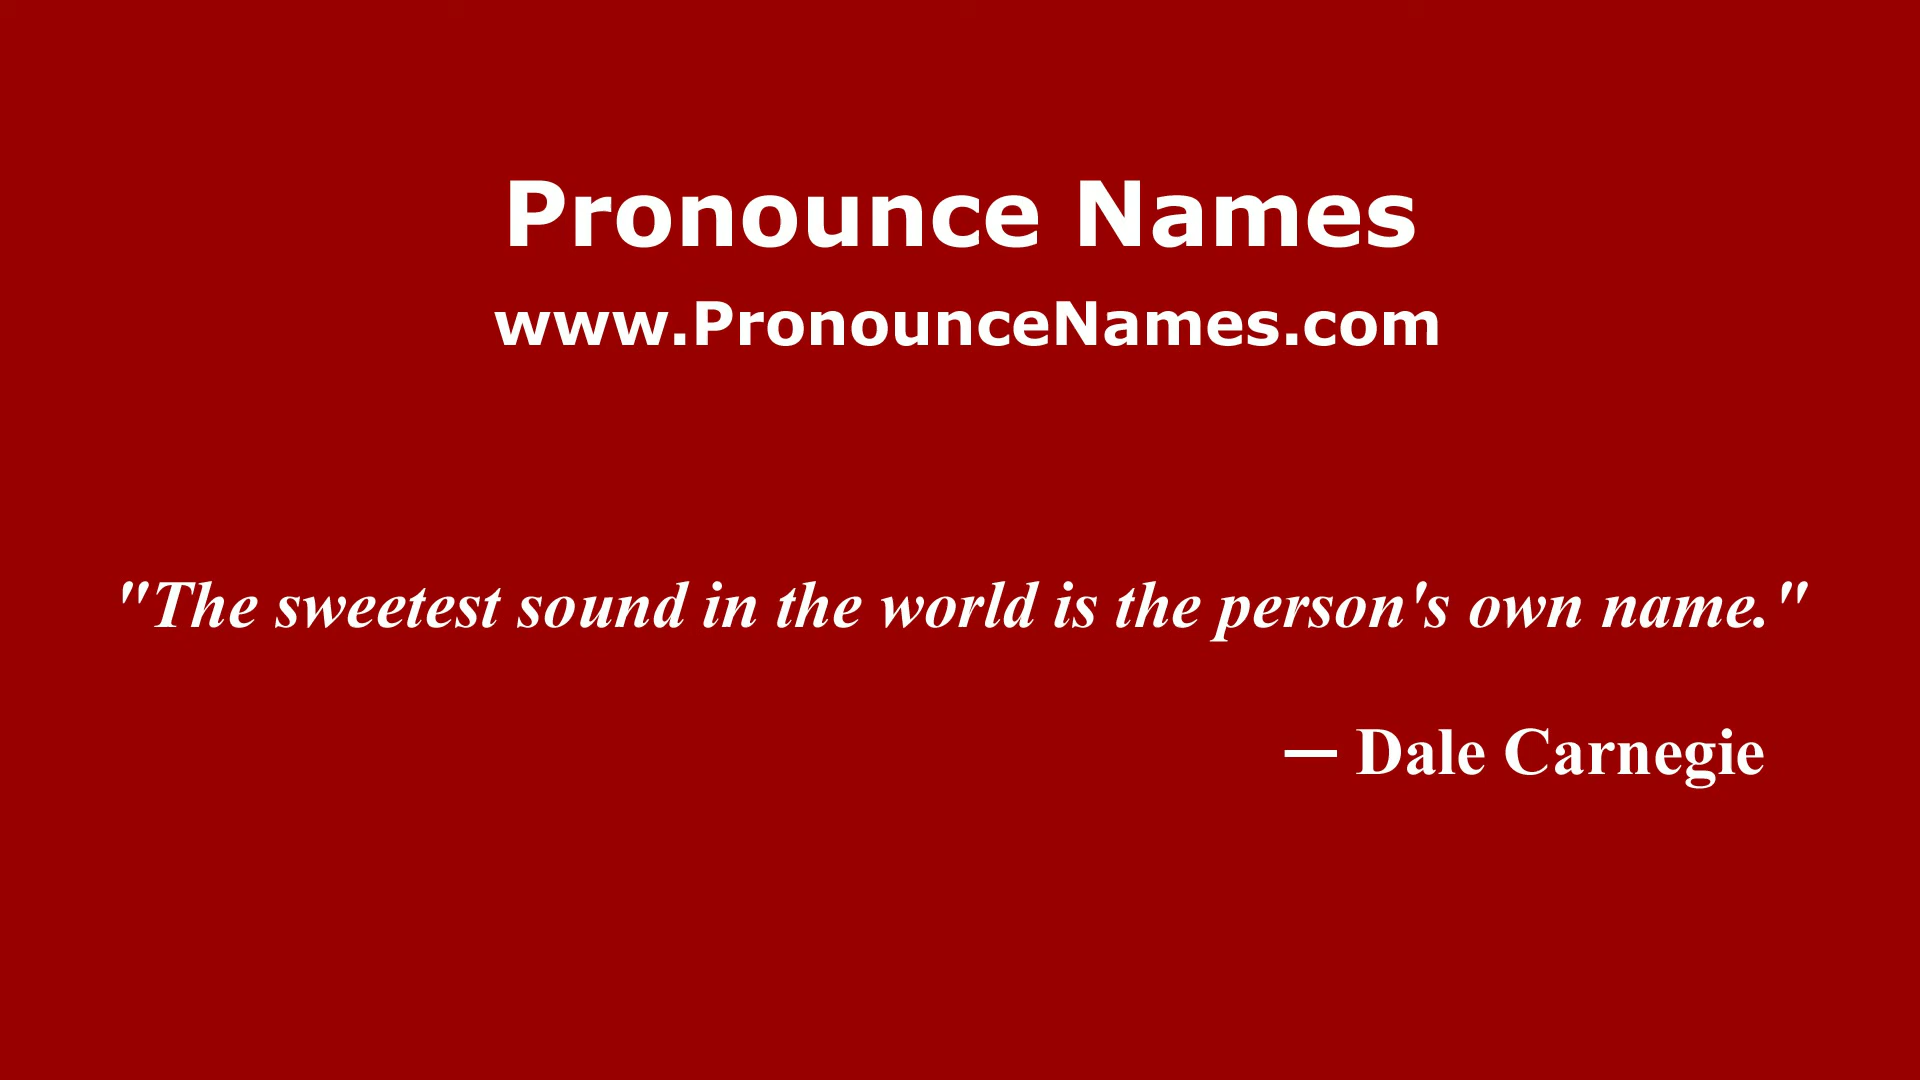 Pronounce Names
www.PronounceNames.com
"The sweetest sound in the world is the person's own name."
— Dale Carnegie